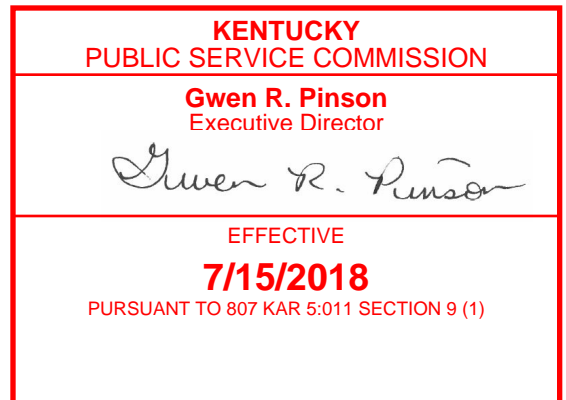 KENTUCKY
PUBLIC SERVICE COMMISSION
Gwen R. Pinson
Executive Director
Gwen R. Pinson
EFFECTIVE
7/15/2018
PURSUANT TO 807 KAR 5:011 SECTION 9 (1)